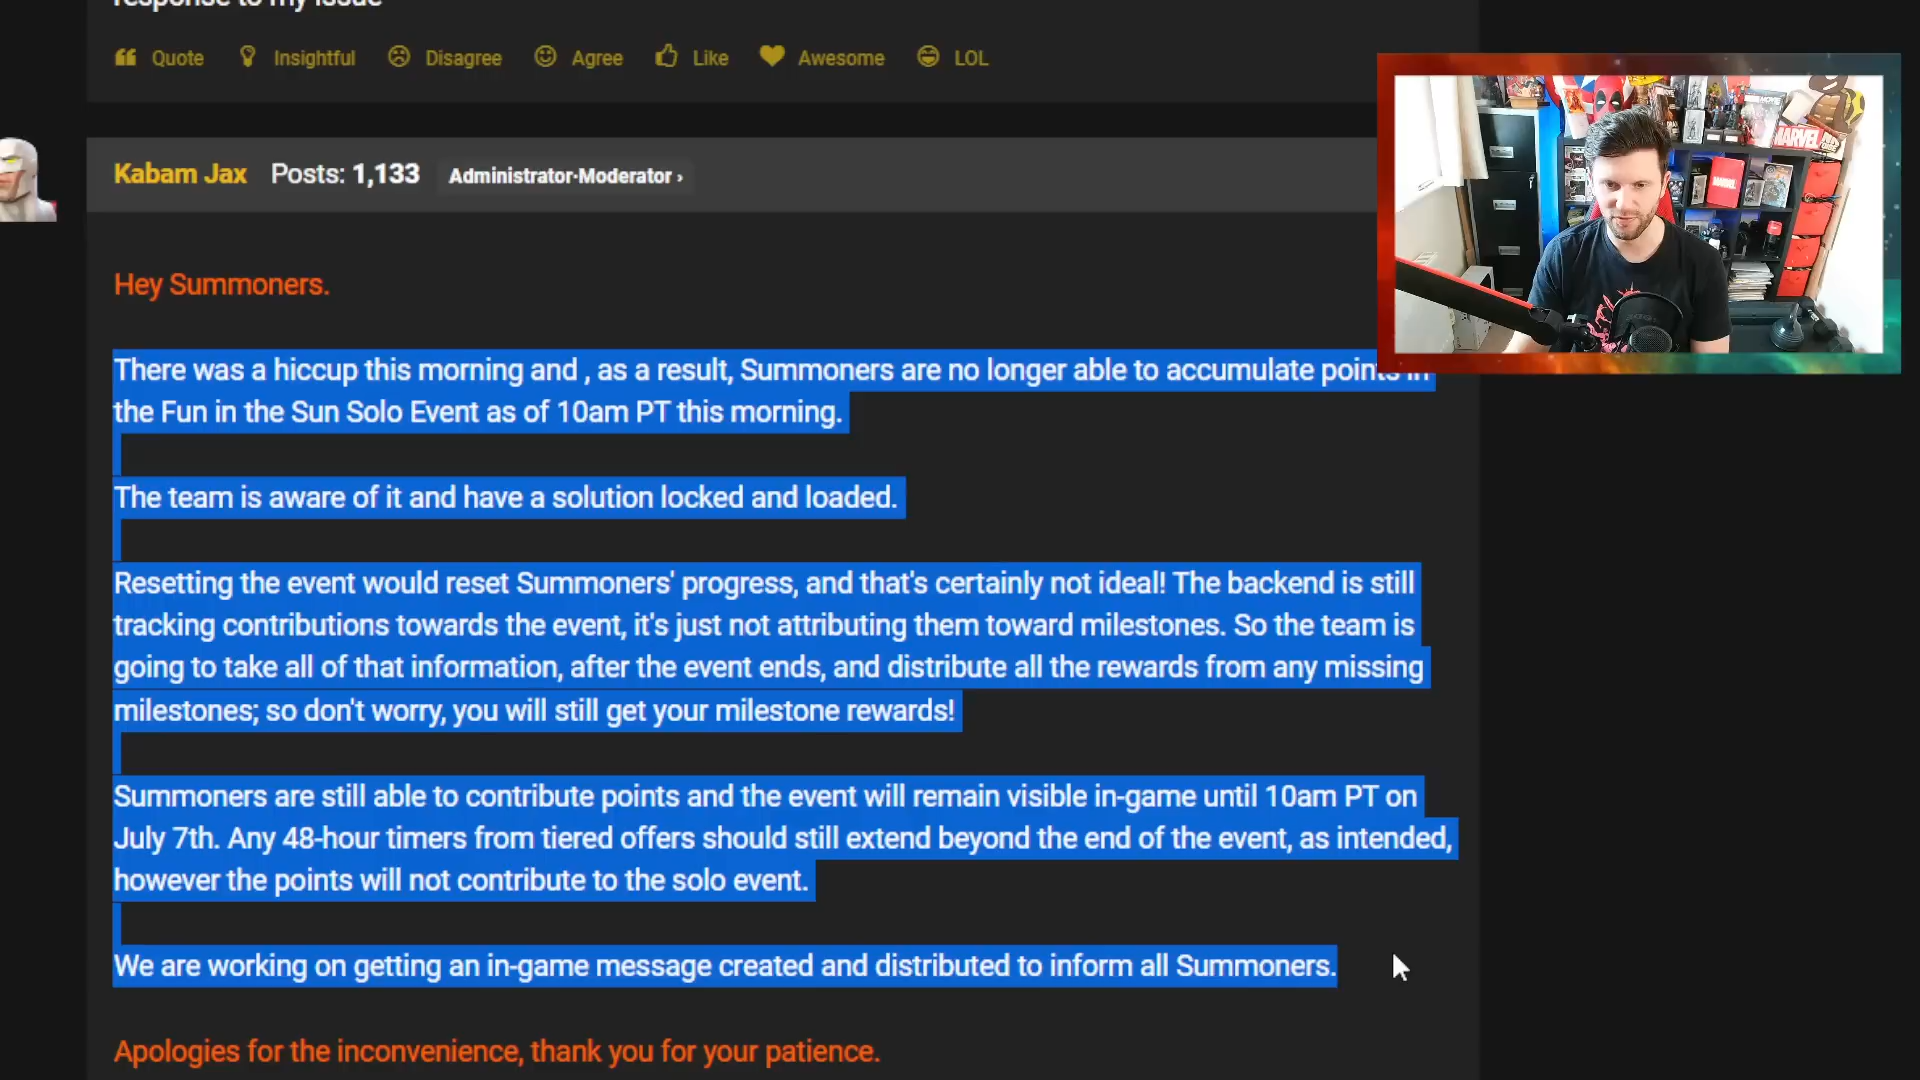 response to my issue
Quote Insightful Disagree Agree Like Awesome LOL
Kabam Jax Posts: 1,133 Administrator·Moderator ›
Hey Summoners.
There was a hiccup this morning and , as a result, Summoners are no longer able to accumulate points in
the Fun in the Sun Solo Event as of 10am PT this morning.
The team is aware of it and have a solution locked and loaded.
Resetting the event would reset Summoners' progress, and that's certainly not ideal! The backend is still
tracking contributions towards the event, it's just not attributing them toward milestones. So the team is
going to take all of that information, after the event ends, and distribute all the rewards from any missing
milestones; so don't worry, you will still get your milestone rewards!
Summoners are still able to contribute points and the event will remain visible in-game until 10am PT on
July 7th. Any 48-hour timers from tiered offers should still extend beyond the end of the event, as intended,
however the points will not contribute to the solo event.
We are working on getting an in-game message created and distributed to inform all Summoners.
Apologies for the inconvenience, thank you for your patience.
MARVEL
MARVEL